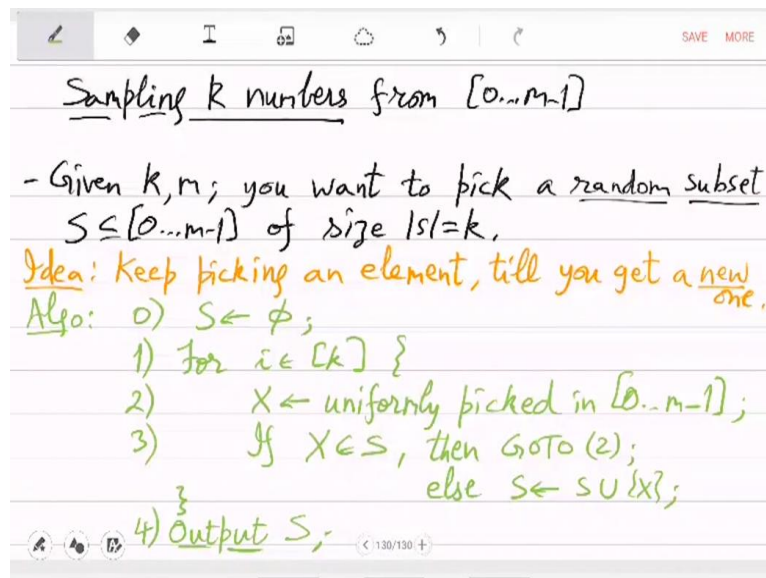 SAVE MORE
Sampling k numbers from [0...m-1]
- Given k,m; you want to pick a random subset
S⊆[0...m-1] of size |S|=k.
Idea: Keep picking an element, till you get a new
one.
Algo: 0) S← ϕ;
1) For i∈[k] {
2) X← uniformly picked in [0...m-1];
3) If X∈S, then GOTO (2);
else S← S∪{X};
}
4) Output S;
< 130/130 +